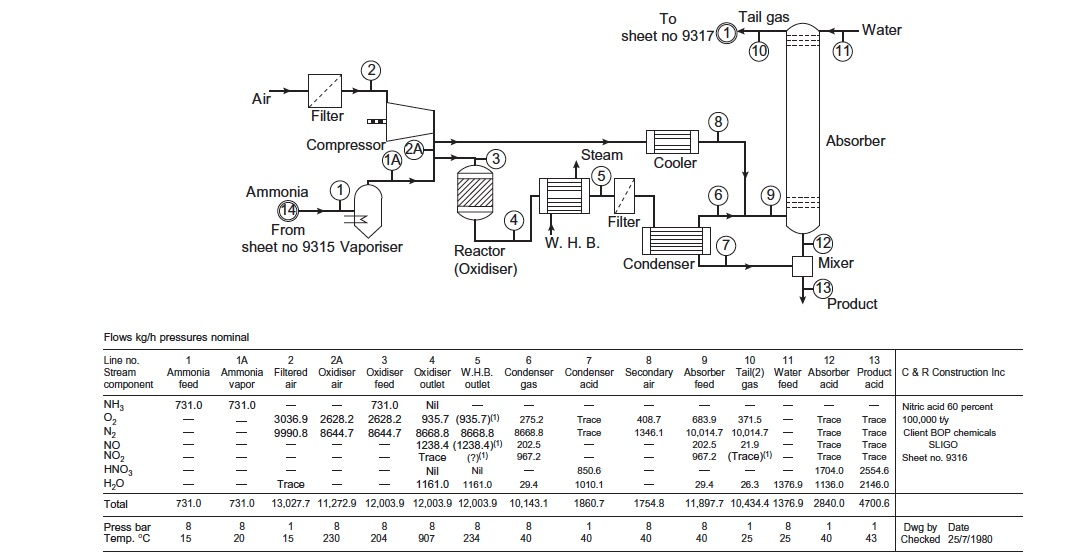 To
sheet no 9317
1
Tail gas
10
Water
11
2
Air
Filter
Compressor
2A
1A
3
8
Cooler
Absorber
Steam
5
6
9
Ammonia
1
14
From
sheet no 9315 Vaporiser
4
Filter
W. H. B.
Reactor
(Oxidiser)
Condenser
7
12
Mixer
13
Product
Flows kg/h pressures nominal
Line no. 1 1A 2 2A 3 4 5 6 7 8 9 10 11 12 13
Stream Ammonia Ammonia Filtered Oxidiser Oxidiser Oxidiser W.H.B. Condenser Condenser Secondary Absorber Tail(2) Water Absorber Product C & R Construction Inc
component feed vapor air air feed outlet outlet gas acid air feed gas feed acid acid
NH3 731.0 731.0 — — 731.0 Nil — — — — — — — — — Nitric acid 60 percent
O2 — — 3036.9 2628.2 2628.2 935.7 (935.7)(1) 275.2 Trace 408.7 683.9 371.5 — Trace Trace 100,000 t/y
N2 — — 9990.8 8644.7 8644.7 8668.8 8668.8 8668.8 Trace 1346.1 10,014.7 10,014.7 — Trace Trace Client BOP chemicals
NO — — — — — 1238.4 (1238.4)(1) 202.5 — — 202.5 21.9 — Trace Trace SLIGO
NO2 — — — — — Trace (?)(1) 967.2 — — 967.2 (Trace)(1) — Trace Trace Sheet no. 9316
HNO3 — — — — — Nil Nil — 850.6 — — — — 1704.0 2554.6
H2O — — Trace — — 1161.0 1161.0 29.4 1010.1 — 29.4 26.3 1376.9 1136.0 2146.0
Total 731.0 731.0 13,027.7 11,272.9 12,003.9 12,003.9 12,003.9 10,143.1 1860.7 1754.8 11,897.7 10,434.4 1376.9 2840.0 4700.6
Press bar 8 8 1 8 8 8 8 8 1 8 8 1 8 1 1 Dwg by Date
Temp. °C 15 20 15 230 204 907 234 40 40 40 40 25 25 40 43 Checked 25/7/1980